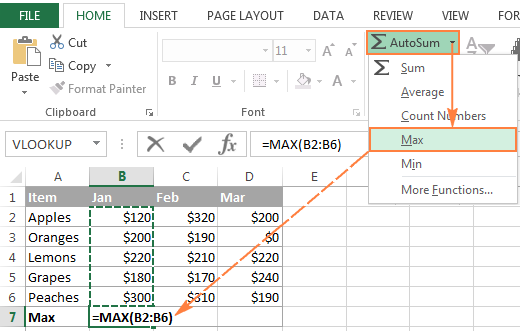 FILE HOME INSERT PAGE LAYOUT DATA REVIEW VIEW FORMULAS
Paste
Cut
Copy
Format Painter
Clipboard
11 A A
B I U A
Font
Σ AutoSum
Σ Sum
Average
Count Numbers
Max
Min
More Functions...
VLOOKUP fx =MAX(B2:B6)
A B C D E
1 Item Jan Feb Mar
2 Apples $120 $320 $200
3 Oranges $200 $190 $0
4 Lemons $220 $210 $220
5 Grapes $180 $170 $240
6 Peaches $300 $310 $190
7 Max =MAX(B2:B6)